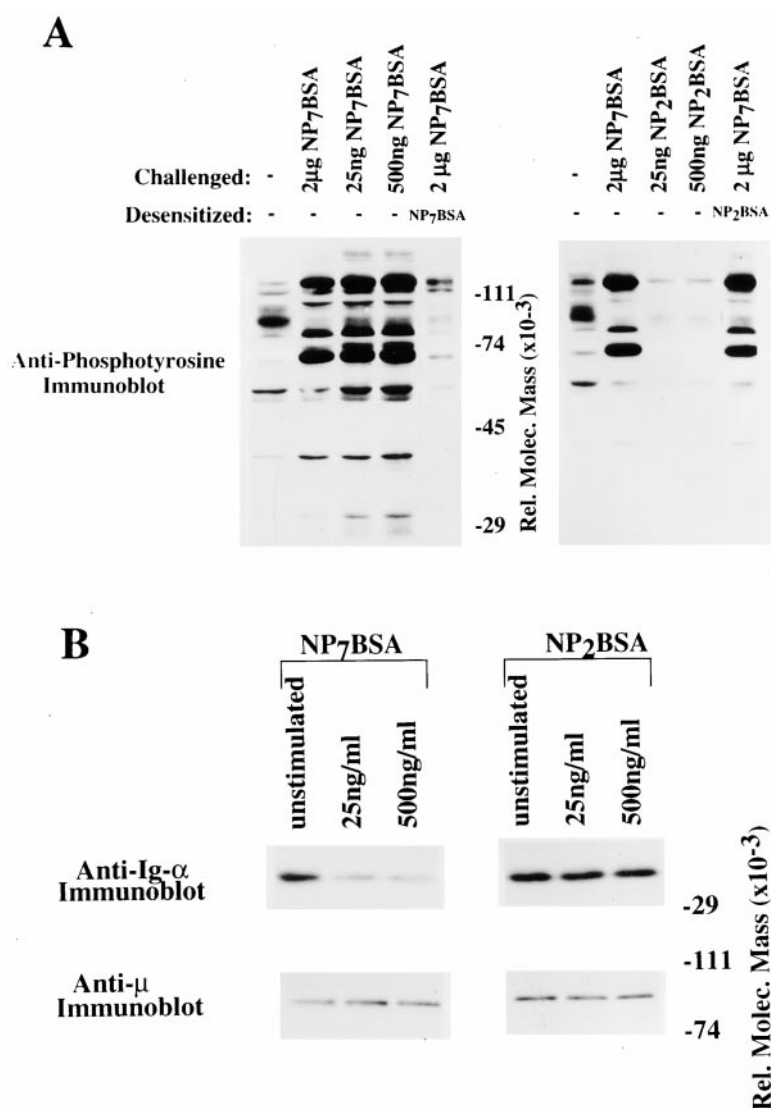 A
2µg NP7BSA
25ng NP7BSA
500ng NP7BSA
2 µg NP7BSA
2µg NP7BSA
25ng NP2BSA
500ng NP2BSA
2 µg NP7BSA
Challenged: - -
Desensitized: - - - - NP7BSA - - - - NP2BSA
Anti-Phosphotyrosine
Immunoblot
-111
-74
-45
-29
Rel. Molec. Mass (x10-3)
B
NP7BSA
NP2BSA
unstimulated
25ng/ml
500ng/ml
unstimulated
25ng/ml
500ng/ml
Anti-Ig-α
Immunoblot
-29
Anti-µ
Immunoblot
-111
-74
Rel. Molec. Mass (x10-3)